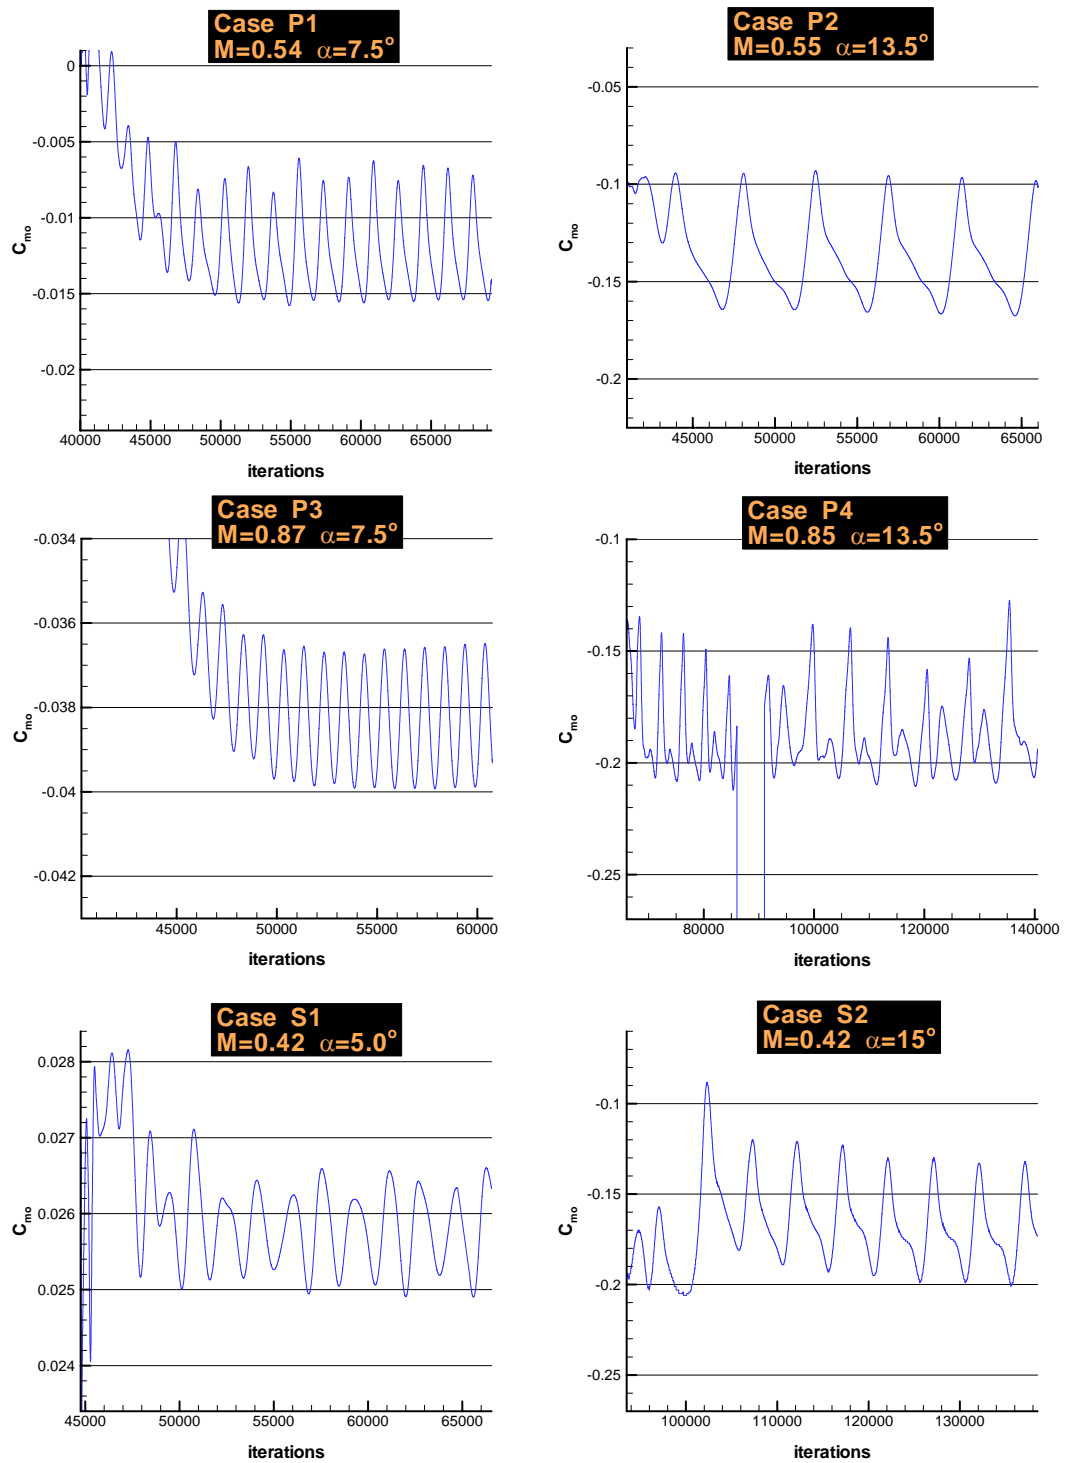 Case P1
M=0.54 α=7.5°
0
-0.005
-0.01
-0.015
-0.02
Cmo
40000 45000 50000 55000 60000 65000
iterations
Case P2
M=0.55 α=13.5°
-0.05
-0.1
-0.15
-0.2
Cmo
45000 50000 55000 60000 65000
iterations
Case P3
M=0.87 α=7.5°
-0.034
-0.036
-0.038
-0.04
-0.042
Cmo
45000 50000 55000 60000
iterations
Case P4
M=0.85 α=13.5°
-0.1
-0.15
-0.2
-0.25
Cmo
80000 100000 120000 140000
iterations
Case S1
M=0.42 α=5.0°
0.028
0.027
0.026
0.025
0.024
Cmo
45000 50000 55000 60000 65000
iterations
Case S2
M=0.42 α=15°
-0.1
-0.15
-0.2
-0.25
Cmo
100000 110000 120000 130000
iterations